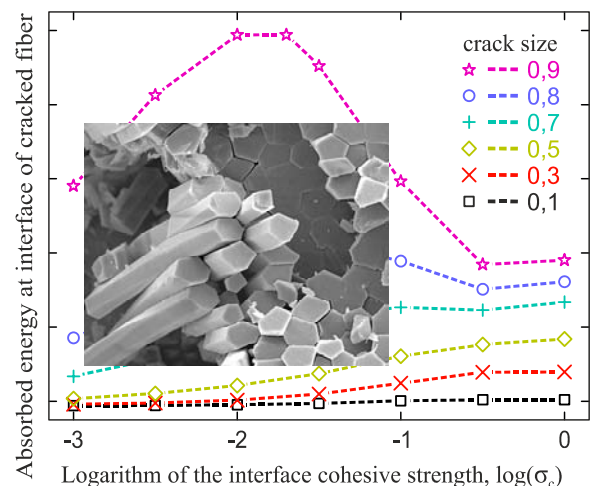 Absorbed energy at interface of cracked fiber
crack size
0,9
0,8
0,7
0,5
0,3
0,1
-3 -2 -1 0
Logarithm of the interface cohesive strength, log(σc)